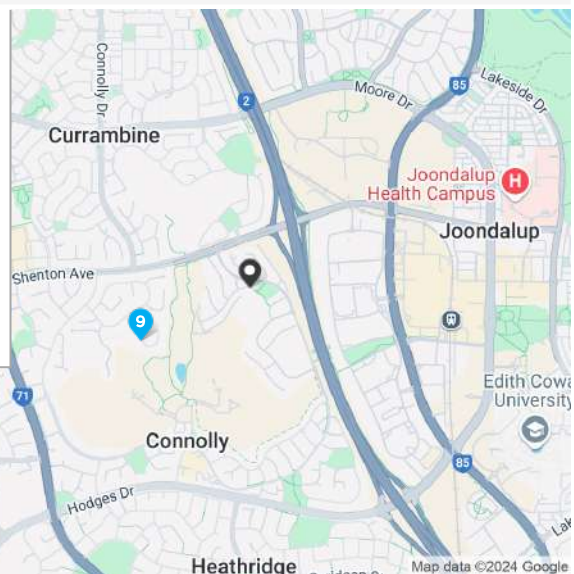 Connolly Dr
2
85
Lakeside Dr
Moore Dr
Currambine
Joondalup
Health Campus
H
Joondalup
Shenton Ave
9
71
Edith Cowa
University
Connolly
85
Hodges Dr
Heathridge
Map data ©2024 Google